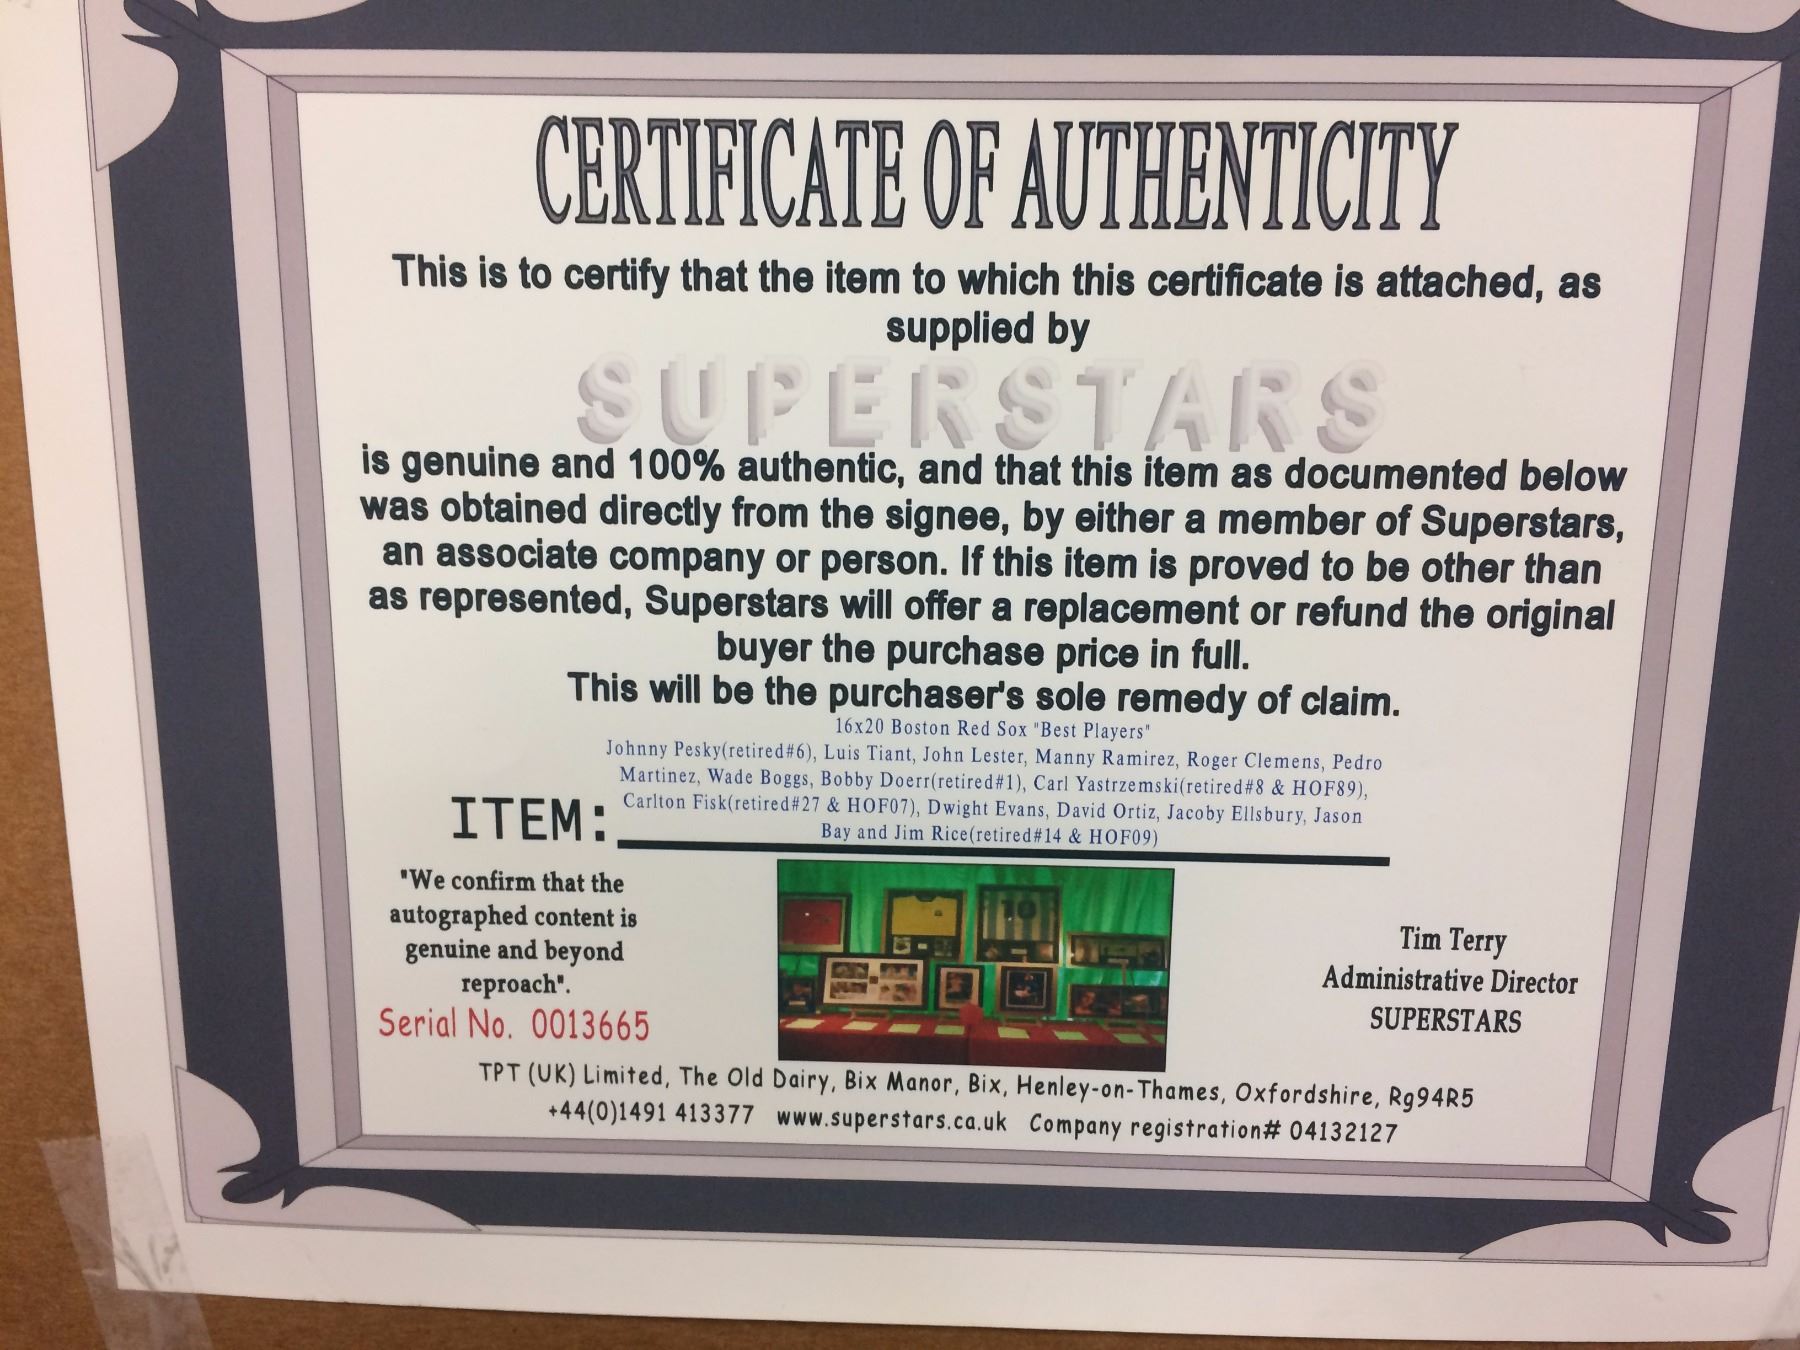 CERTIFICATE OF AUTHENTICITY
This is to certify that the item to which this certificate is attached, as
supplied by
SUPERSTARS
is genuine and 100% authentic, and that this item as documented below
was obtained directly from the signee, by either a member of Superstars,
an associate company or person. If this item is proved to be other than
as represented, Superstars will offer a replacement or refund the original
buyer the purchase price in full.
This will be the purchaser's sole remedy of claim.
16x20 Boston Red Sox "Best Players"
Johnny Pesky(retired#6), Luis Tiant, John Lester, Manny Ramirez, Roger Clemens, Pedro
Martinez, Wade Boggs, Bobby Doerr(retired#1), Carl Yastrzemski(retired#8 & HOF89),
Carlton Fisk(retired#27 & HOF07), Dwight Evans, David Ortiz, Jacoby Ellsbury, Jason
Bay and Jim Rice(retired#14 & HOF09)
ITEM:
"We confirm that the
autographed content is
genuine and beyond
reproach".
Serial No. 0013665
10
Tim Terry
Administrative Director
SUPERSTARS
TPT (UK) Limited, The Old Dairy, Bix Manor, Bix, Henley-on-Thames, Oxfordshire, Rg94R5
+44(0)1491 413377 www.superstars.ca.uk Company registration# 04132127